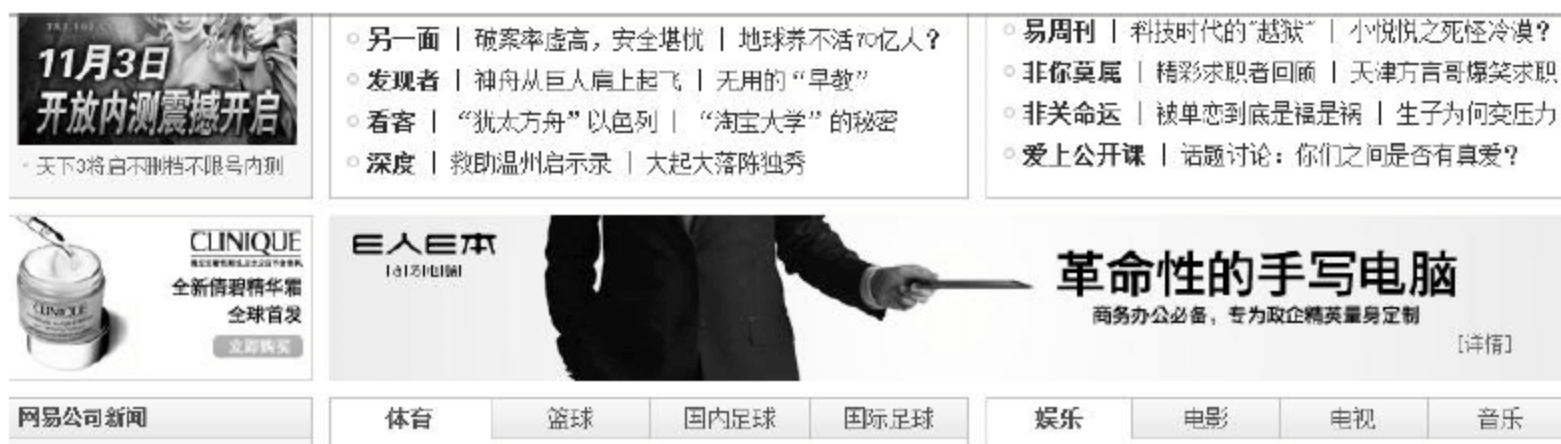 11月3日
开放内测震撼开启
天下3将启不删档不限号内测
另一面 | 破案率虚高，安全堪忧 | 地球养不活70亿人？
发现者 | 神舟从巨人肩上起飞 | 无用的“早教”
看客 | “犹太方舟”以色列 | “淘宝大学”的秘密
深度 | 救助温州启示录 | 大起大落陈独秀
易周刊 | 科技时代的“越狱” | 小悦悦之死怪冷漠？
非你莫属 | 精彩求职者回顾 | 天津方言哥爆笑求职
非关命运 | 被单恋到底是福是祸 | 生子为何变压力
爱上公开课 | 话题讨论：你们之间是否有真爱？
CLINIQUE
全新倩碧精华霜
全球首发
立即购买
CLINIQUE
E人E本
革命性的手写电脑
商务办公必备，专为政企精英量身定制
[详情]
网易公司新闻
体育 篮球 国内足球 国际足球
娱乐 电影 电视 音乐